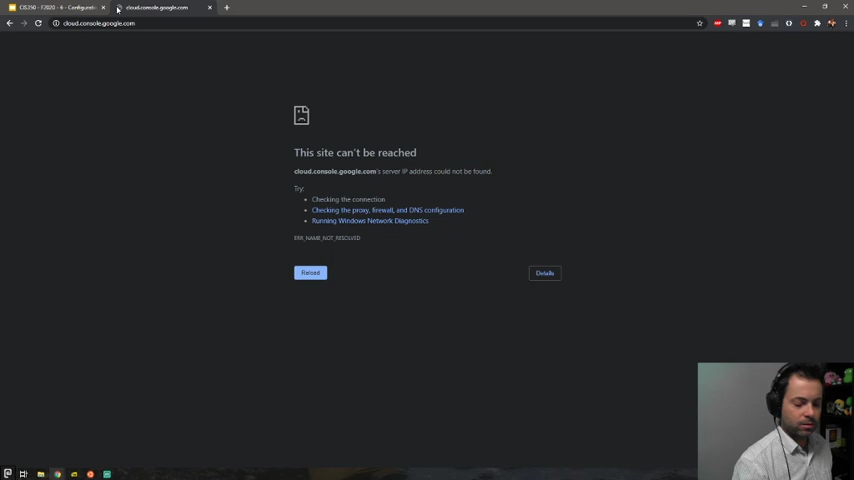 CIS350 - F2020 - 6 - Configurati
cloud.console.google.com
cloud.console.google.com
This site can't be reached
cloud.console.google.com's server IP address could not be found.
Try:
• Checking the connection
• Checking the proxy, firewall, and DNS configuration
• Running Windows Network Diagnostics
ERR_NAME_NOT_RESOLVED
Reload
Details